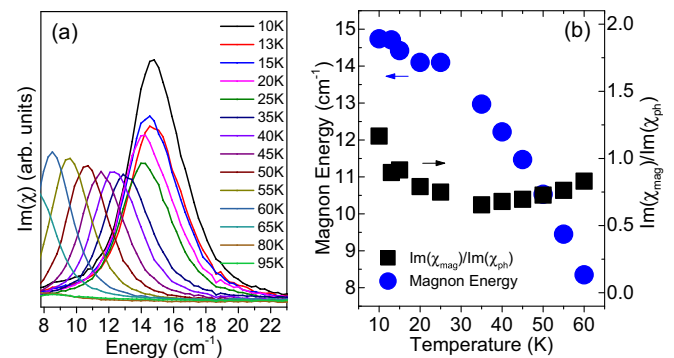 (a)
10K
13K
15K
20K
25K
35K
40K
45K
50K
55K
60K
65K
80K
95K
Im(χ) (arb. units)
8 10 12 14 16 18 20 22
Energy (cm⁻¹)
(b)
15
14
13
12
11
10
9
8
Magnon Energy (cm⁻¹)
2.0
1.5
1.0
0.5
0.0
Im(χmag)/Im(χph)
Im(χmag)/Im(χph)
Magnon Energy
10 20 30 40 50 60
Temperature (K)